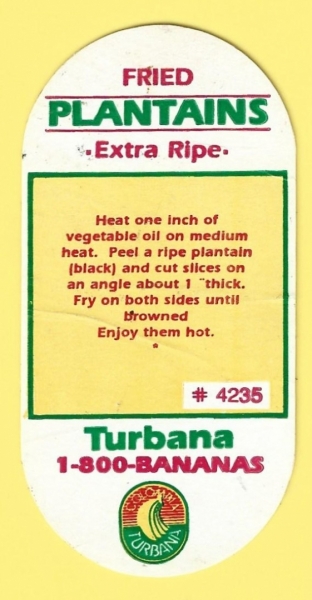 FRIED
PLANTAINS
·Extra Ripe·
Heat one inch of
vegetable oil on medium
heat. Peel a ripe plantain
(black) and cut slices on
an angle about 1 ¨thick.
Fry on both sides until
browned
Enjoy them hot.
*
# 4235
Turbana
1-800-BANANAS
COLOMBIA
TURBANA